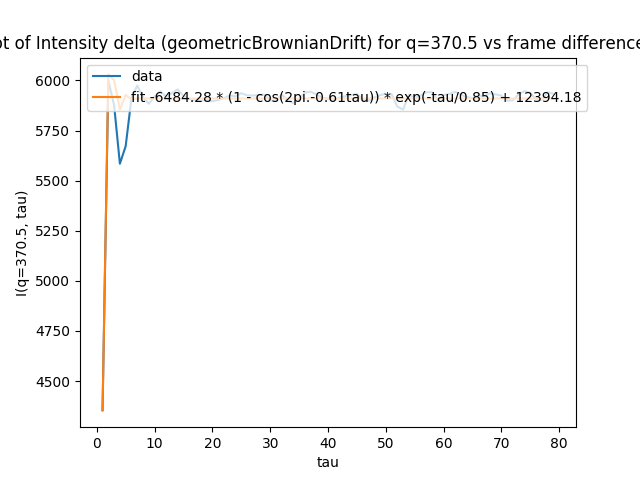 ot of Intensity delta (geometricBrownianDrift) for q=370.5 vs frame difference
data
fit -6484.28 * (1 - cos(2pi.-0.61tau)) * exp(-tau/0.85) + 12394.18
I(q=370.5, tau)
6000
5750
5500
5250
5000
4750
4500
0 10 20 30 40 50 60 70 80
tau